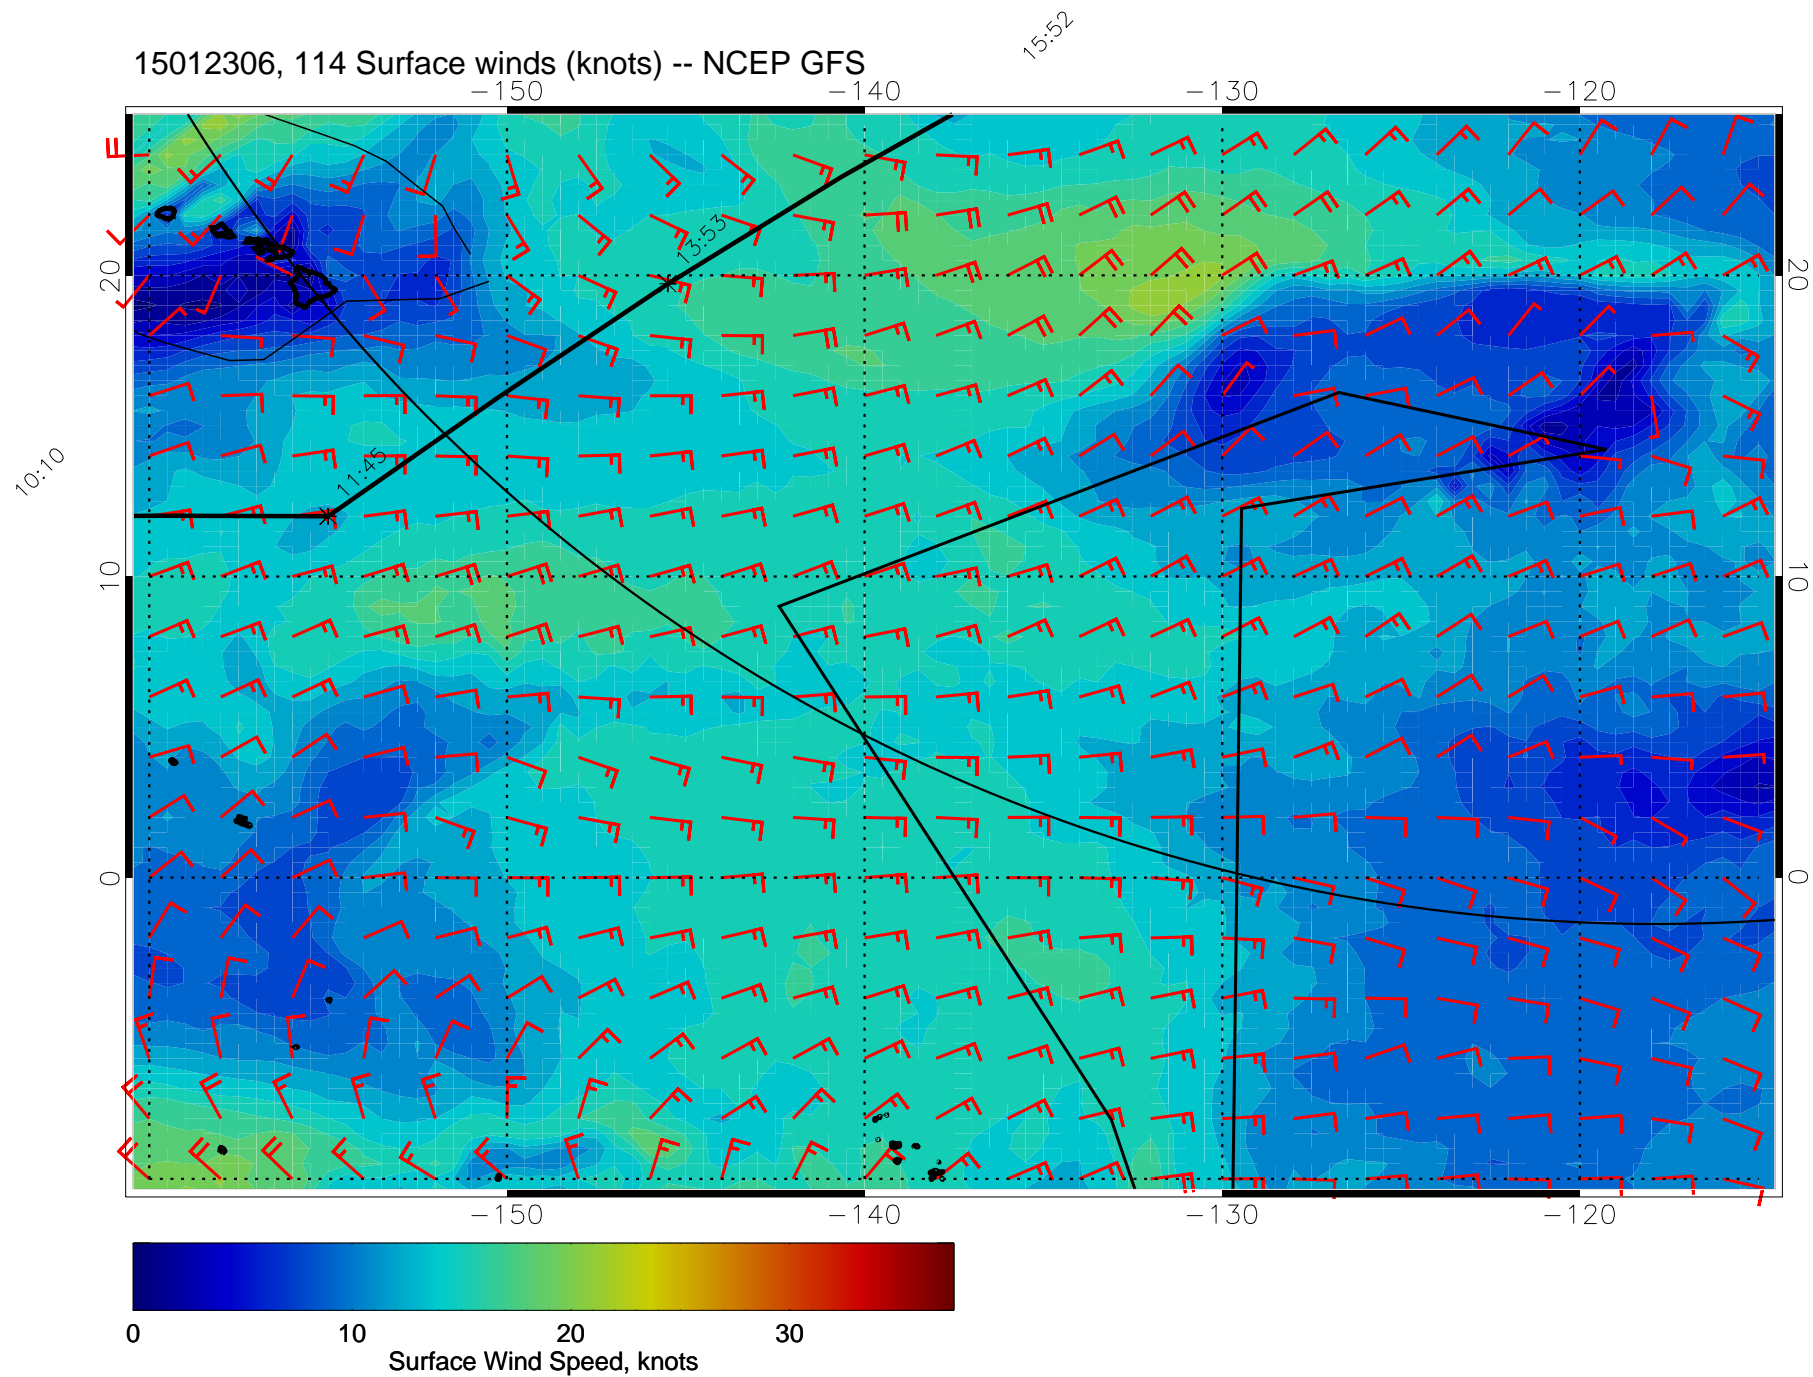 15:52
15012306, 114 Surface winds (knots) -- NCEP GFS
-150 -140 -130 -120
13:53
20 20
11:45
10:10
10 10
0 0
-150 -140 -130 -120
0 10 20 30
Surface Wind Speed, knots